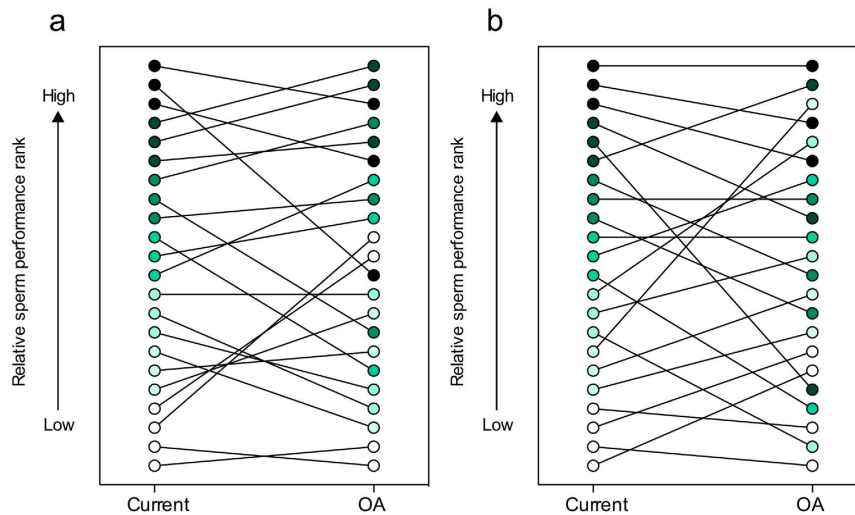 a
High
Relative sperm performance rank
Low
Current OA
b
High
Relative sperm performance rank
Low
Current OA